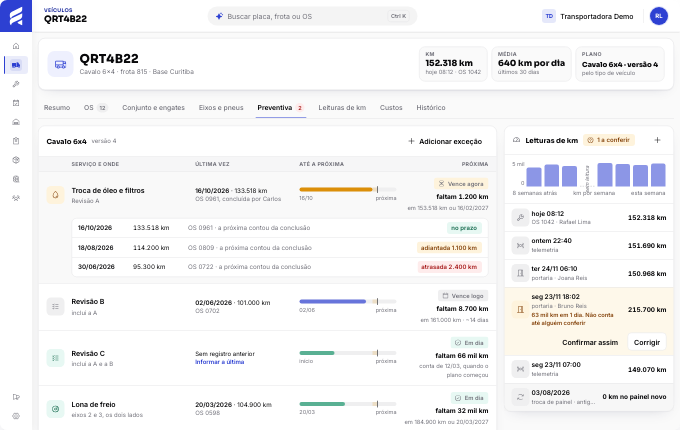 VEÍCULOS
QRT4B22
Buscar placa, frota ou OS
Ctrl K
TD
Transportadora Demo
RL
QRT4B22
Cavalo 6×4 · frota 815 · Base Curitiba
KM
152.318 km
hoje 08:12 · OS 1042
MÉDIA
640 km por dia
últimos 30 dias
PLANO
Cavalo 6x4 · versão 4
pelo tipo de veículo
Resumo
OS 12
Conjunto e engates
Eixos e pneus
Preventiva 2
Leituras de km
Custos
Histórico
Cavalo 6x4 versão 4
Adicionar exceção
SERVIÇO E ONDE
ÚLTIMA VEZ
ATÉ A PRÓXIMA
PRÓXIMA
Troca de óleo e filtros
Revisão A
16/10/2026 · 133.518 km
OS 0961, concluída por Carlos
16/10
próxima
Vence agora
faltam 1.200 km
em 153.518 km ou 16/02/2027
16/10/2026
133.518 km
OS 0961 · a próxima contou da conclusão
no prazo
18/08/2026
114.200 km
OS 0809 · a próxima contou da conclusão
adiantada 1.100 km
30/06/2026
95.300 km
OS 0722 · a próxima contou da conclusão
atrasada 2.400 km
Revisão B
inclui a A
02/06/2026 · 101.000 km
OS 0702
02/06
próxima
Vence logo
faltam 8.700 km
em 161.000 km · ~14 dias
Revisão C
inclui a A e a B
Sem registro anterior
Informar a última
início
próxima
Em dia
faltam 66 mil km
conta de 12/03, quando o
plano começou
Lona de freio
eixos 2 e 3, os dois lados
20/03/2026 · 104.900 km
OS 0598
20/03
próxima
Em dia
faltam 32 mil km
em 184.900 km ou 20/03/2027
Leituras de km
1 a conferir
5 mil
0
8 semanas atrás
km por semana
esta semana
hoje 08:12
OS 1042 · Rafael Lima
152.318 km
ontem 22:40
telemetria
151.690 km
ter 24/11 06:10
portaria · Joana Reis
150.968 km
seg 23/11 18:02
portaria · Bruno Reis
63 mil km em 1 dia. Não conta
até alguém conferir
215.700 km
Confirmar assim
Corrigir
seg 23/11 07:00
telemetria
149.070 km
03/08/2026
troca de painel · antig...
0 km no painel novo